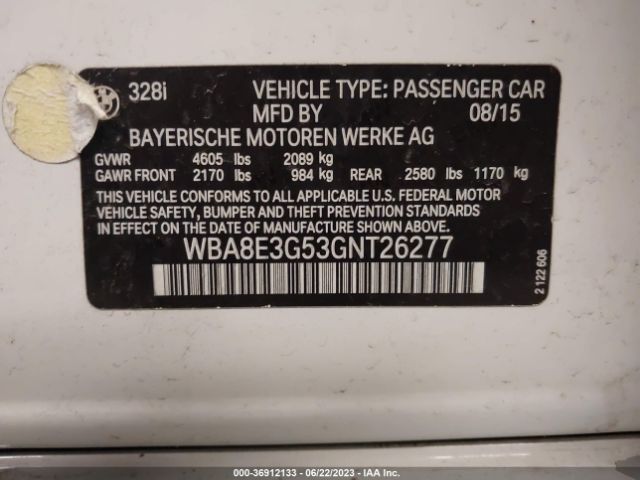 328i VEHICLE TYPE: PASSENGER CAR
MFD BY 08/15
BAYERISCHE MOTOREN WERKE AG
GVWR 4605 lbs 2089 kg
GAWR FRONT 2170 lbs 984 kg REAR 2580 lbs 1170 kg
THIS VEHICLE CONFORMS TO ALL APPLICABLE U.S. FEDERAL MOTOR
VEHICLE SAFETY, BUMPER AND THEFT PREVENTION STANDARDS
IN EFFECT ON THE DATE OF MANUFACTURE SHOWN ABOVE.
WBA8E3G53GNT26277
2 122 606
000-36912133 - 06/22/2023 - IAA Inc.